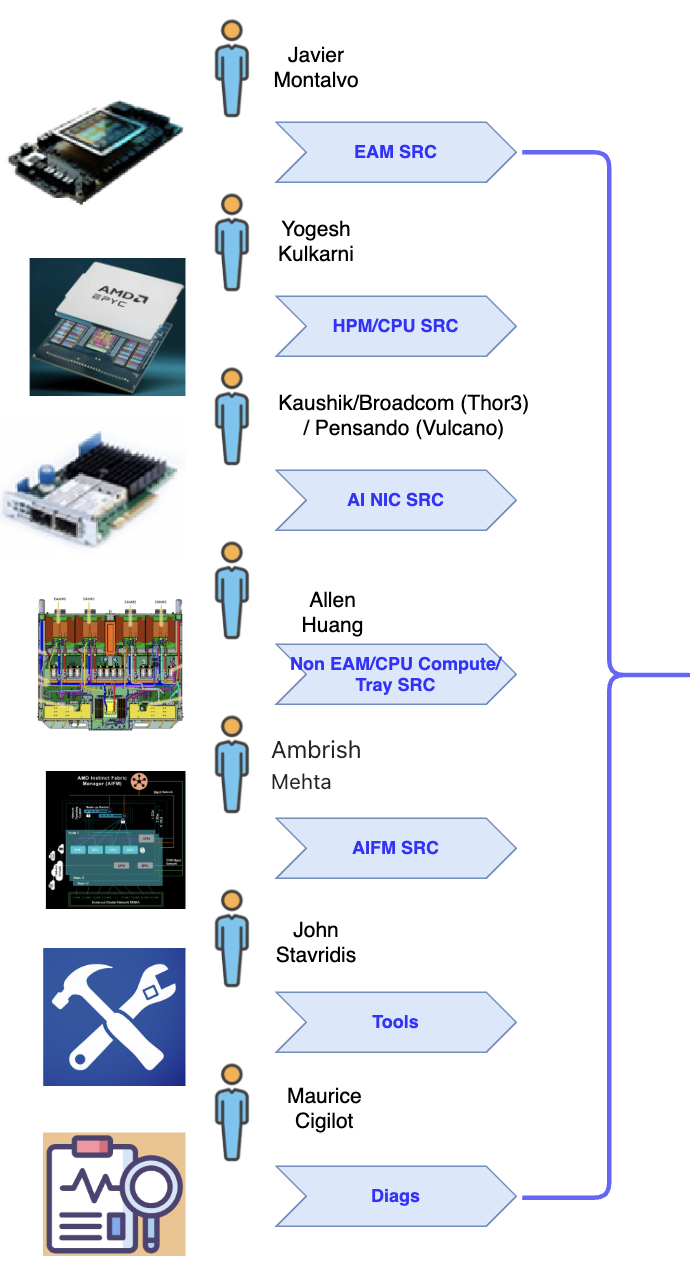 Javier
Montalvo
EAM SRC
Yogesh
Kulkarni
AMD
EPYC
HPM/CPU SRC
Kaushik/Broadcom (Thor3)
/ Pensando (Vulcano)
AI NIC SRC
Allen
Huang
Non EAM/CPU Compute/
Tray SRC
Ambrish
Mehta
AMD Instinct Fabric
Manager (AIFM)
AIFM SRC
John
Stavridis
Tools
Maurice
Cigilot
Diags